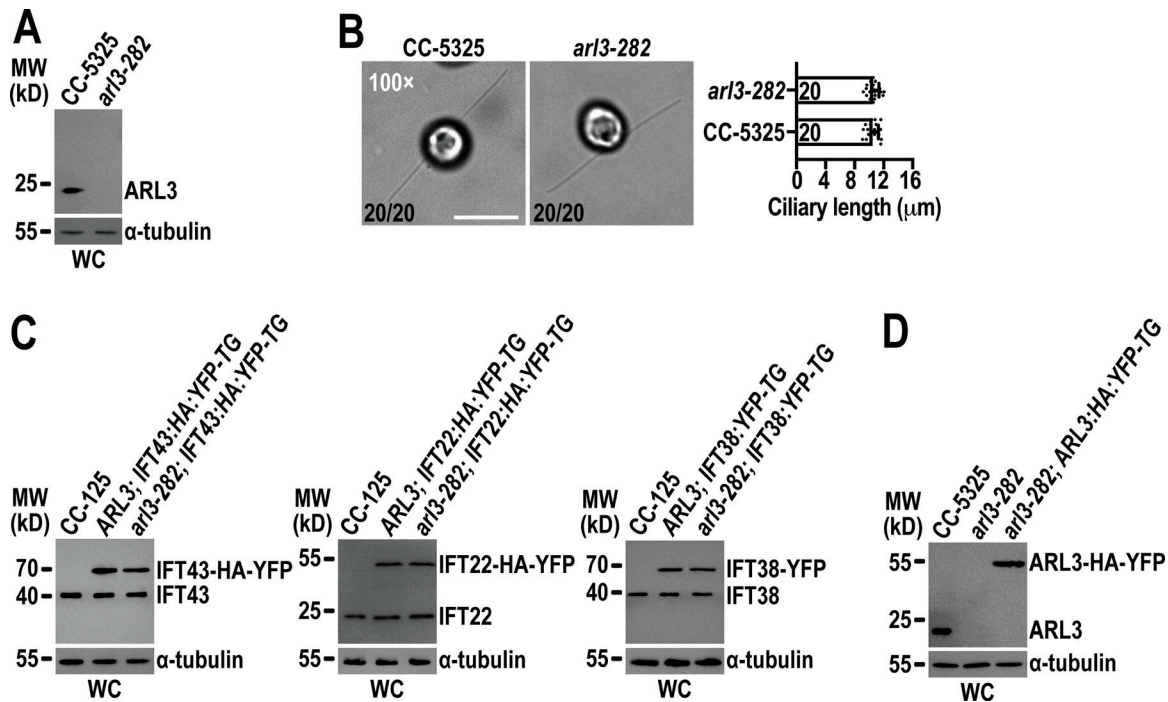 A
MW
(kD)
CC-5325
arl3-282
25
ARL3
55
α-tubulin
WC
B
CC-5325
arl3-282
100×
20/20
20/20
arl3-282
20
CC-5325
20
0 4 8 12 16
Ciliary length (μm)
C
MW
(kD)
CC-125
ARL3; IFT43:HA:YFP-TG
arl3-282; IFT43:HA:YFP-TG
70
IFT43-HA-YFP
40
IFT43
55
α-tubulin
WC
MW
(kD)
CC-125
ARL3; IFT22:HA:YFP-TG
arl3-282; IFT22:HA:YFP-TG
55
IFT22-HA-YFP
25
IFT22
55
α-tubulin
WC
MW
(kD)
CC-125
ARL3; IFT38:YFP-TG
arl3-282; IFT38:YFP-TG
70
IFT38-YFP
40
IFT38
55
α-tubulin
WC
D
MW
(kD)
CC-5325
arl3-282
arl3-282; ARL3:HA:YFP-TG
55
ARL3-HA-YFP
25
ARL3
55
α-tubulin
WC